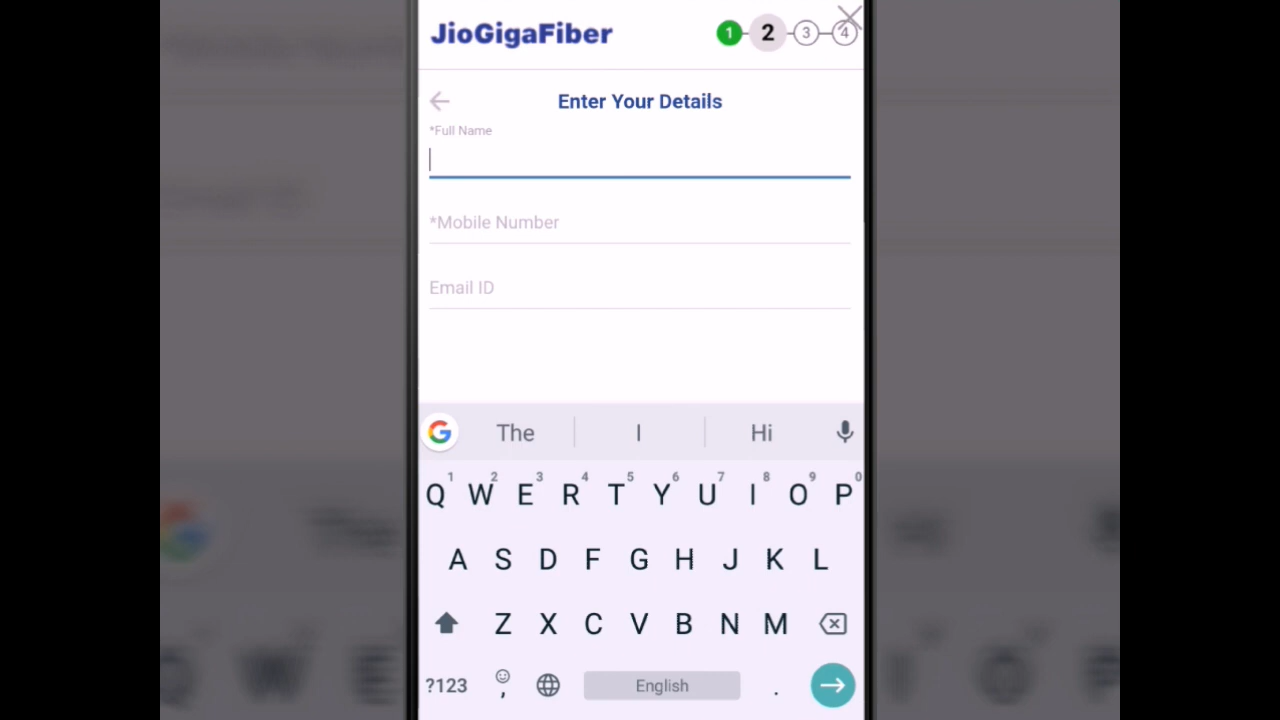 JioGigaFiber
1 2 3 4
Enter Your Details
*Full Name
*Mobile Number
Email ID
The I Hi
1 2 3 4 5 6 7 8 9 0
Q W E R T Y U I O P
A S D F G H J K L
Z X C V B N M
?123 , English .